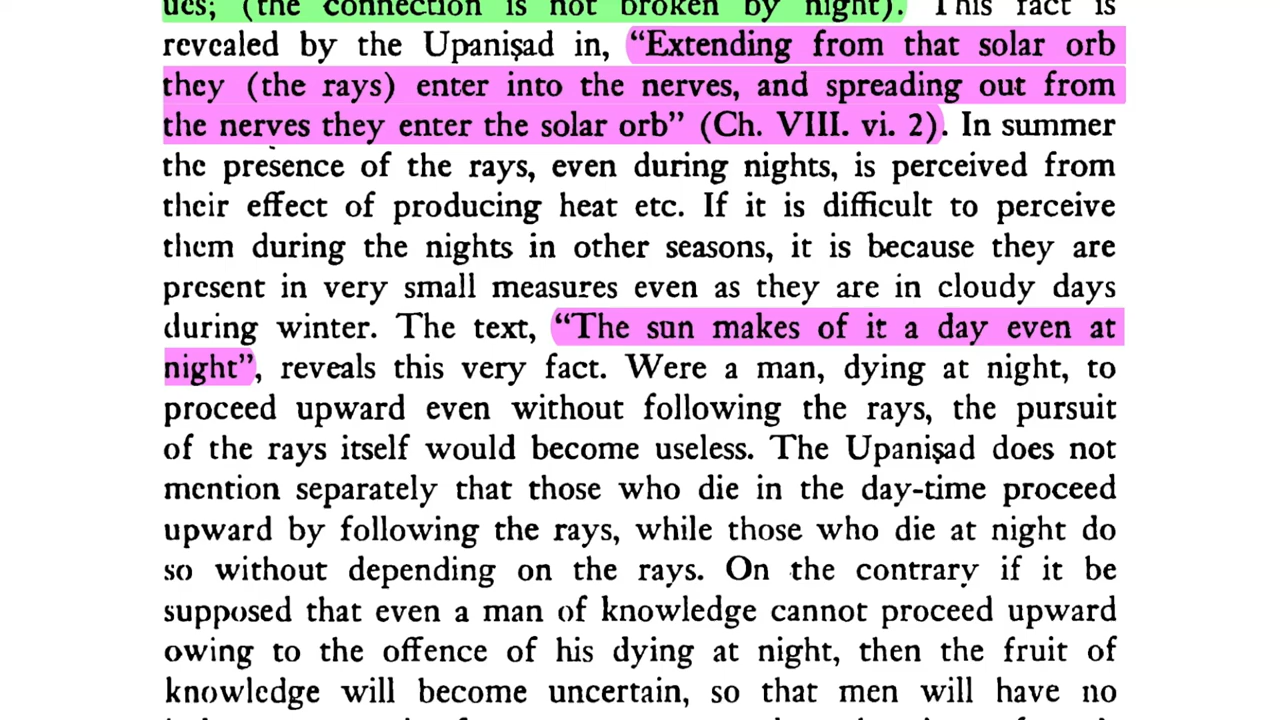 ues; (the connection is not broken by night). This fact is
revealed by the Upaniṣad in, “Extending from that solar orb
they (the rays) enter into the nerves, and spreading out from
the nerves they enter the solar orb” (Ch. VIII. vi. 2). In summer
the presence of the rays, even during nights, is perceived from
their effect of producing heat etc. If it is difficult to perceive
them during the nights in other seasons, it is because they are
present in very small measures even as they are in cloudy days
during winter. The text, “The sun makes of it a day even at
night”, reveals this very fact. Were a man, dying at night, to
proceed upward even without following the rays, the pursuit
of the rays itself would become useless. The Upaniṣad does not
mention separately that those who die in the day-time proceed
upward by following the rays, while those who die at night do
so without depending on the rays. On the contrary if it be
supposed that even a man of knowledge cannot proceed upward
owing to the offence of his dying at night, then the fruit of
knowledge will become uncertain, so that men will have no